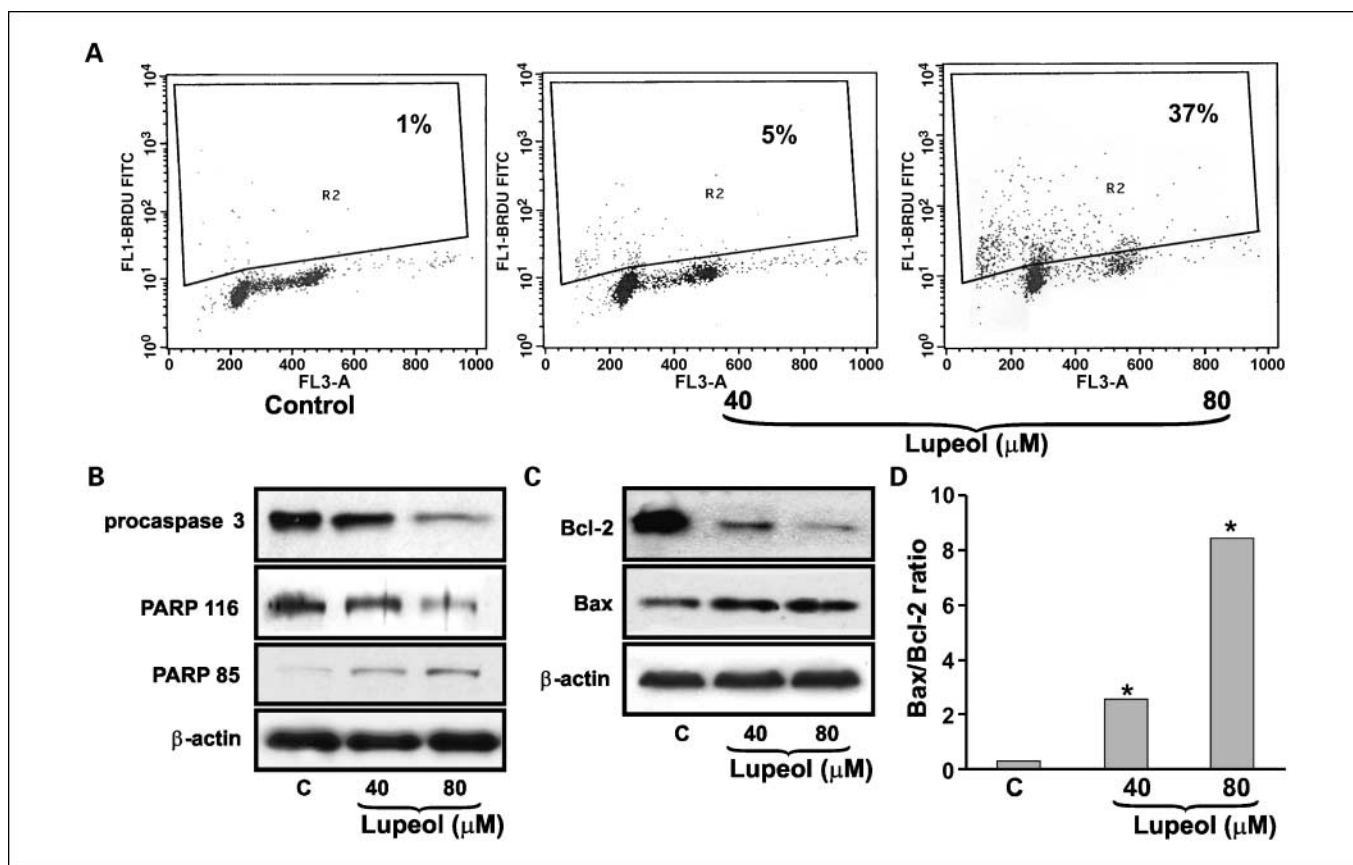 A
10^4
10^3
10^2
10^1
10^0
FL1-BRDU FITC
1%
R2
0 200 400 600 800 1000
FL3-A
Control
10^4
10^3
10^2
10^1
10^0
FL1-BRDU FITC
5%
R2
0 200 400 600 800 1000
FL3-A
10^4
10^3
10^2
10^1
10^0
FL1-BRDU FITC
37%
R2
0 200 400 600 800 1000
FL3-A
40 80
Lupeol (μM)
B
procaspase 3
PARP 116
PARP 85
β-actin
C 40 80
Lupeol (μM)
C
Bcl-2
Bax
β-actin
C 40 80
Lupeol (μM)
D
Bax/Bcl-2 ratio
10
8
6
4
2
0
*
*
C 40 80
Lupeol (μM)